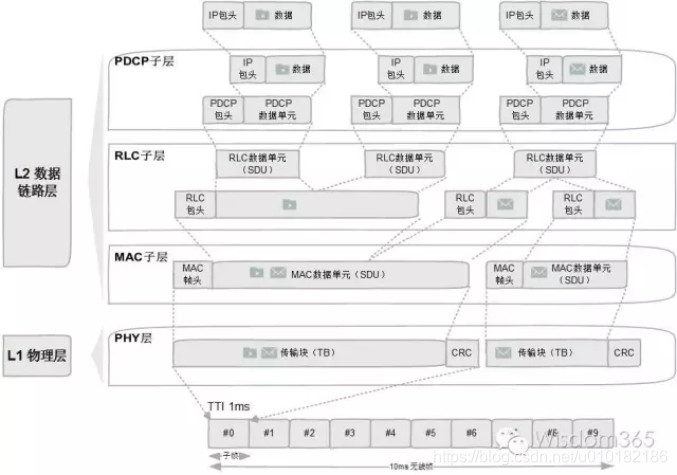 IP包头 数据 IP包头 数据 IP包头 数据
PDCP子层
IP
包头
数据
IP
包头
数据
IP
包头
数据
PDCP
包头
PDCP
数据单元
PDCP
包头
PDCP
数据单元
PDCP
包头
PDCP
数据单元
L2 数据
链路层
RLC子层
RLC数据单元
(SDU)
RLC数据单元
(SDU)
RLC数据单元
(SDU)
RLC
包头
RLC
包头
RLC
包头
MAC子层
MAC
帧头
MAC数据单元(SDU)
MAC
帧头
MAC数据单元
(SDU)
L1 物理层
PHY层
传输块(TB) CRC 传输块(TB) CRC
TTI 1ms
#0 #1 #2 #3 #4 #5 #6 #8 #9
子帧
10ms 无线帧
Wisdom365
https://blog.csdn.net/u010182186